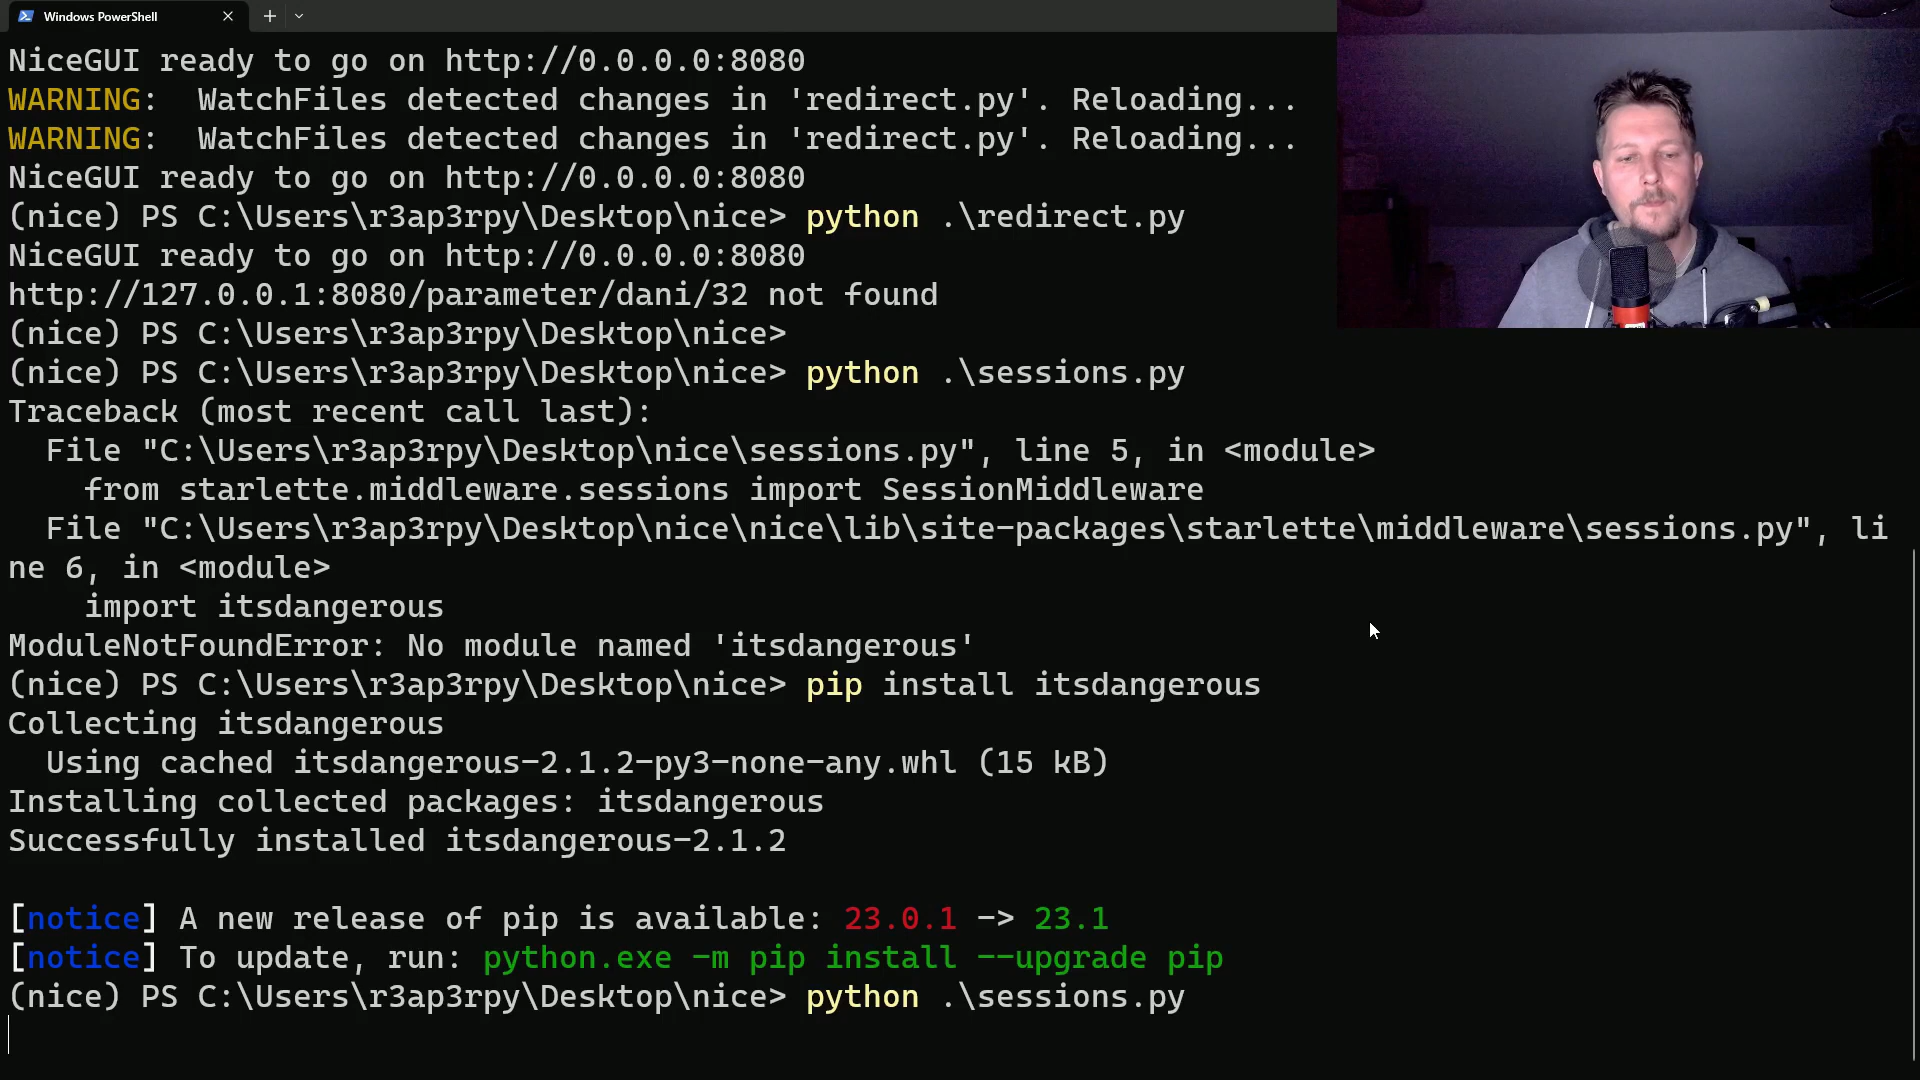 Windows PowerShell
NiceGUI ready to go on http://0.0.0.0:8080
WARNING:  WatchFiles detected changes in 'redirect.py'. Reloading...
WARNING:  WatchFiles detected changes in 'redirect.py'. Reloading...
NiceGUI ready to go on http://0.0.0.0:8080
(nice) PS C:\Users\r3ap3rpy\Desktop\nice> python .\redirect.py
NiceGUI ready to go on http://0.0.0.0:8080
http://127.0.0.1:8080/parameter/dani/32 not found
(nice) PS C:\Users\r3ap3rpy\Desktop\nice>
(nice) PS C:\Users\r3ap3rpy\Desktop\nice> python .\sessions.py
Traceback (most recent call last):
  File "C:\Users\r3ap3rpy\Desktop\nice\sessions.py", line 5, in <module>
    from starlette.middleware.sessions import SessionMiddleware
  File "C:\Users\r3ap3rpy\Desktop\nice\nice\lib\site-packages\starlette\middleware\sessions.py", li
ne 6, in <module>
    import itsdangerous
ModuleNotFoundError: No module named 'itsdangerous'
(nice) PS C:\Users\r3ap3rpy\Desktop\nice> pip install itsdangerous
Collecting itsdangerous
  Using cached itsdangerous-2.1.2-py3-none-any.whl (15 kB)
Installing collected packages: itsdangerous
Successfully installed itsdangerous-2.1.2
[notice] A new release of pip is available: 23.0.1 -> 23.1
[notice] To update, run: python.exe -m pip install --upgrade pip
(nice) PS C:\Users\r3ap3rpy\Desktop\nice> python .\sessions.py